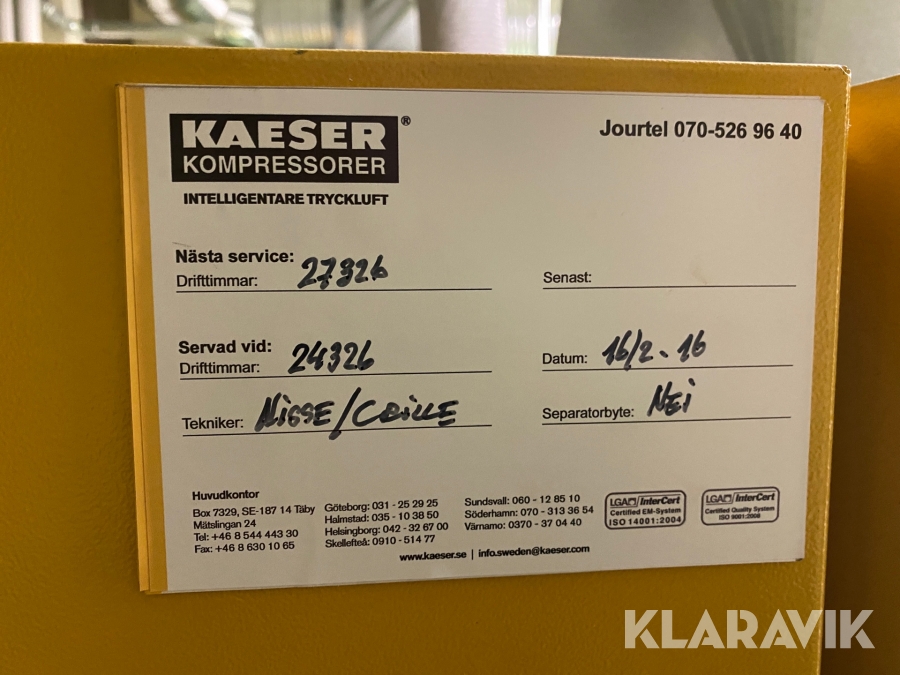 KAESER®
KOMPRESSORER
INTELLIGENTARE TRYCKLUFT
Jourtel 070-526 96 40
Nästa service:
Drifttimmar: 27326
Senast:
Servad vid:
Drifttimmar: 24326
Datum: 16/2-16
Tekniker: NISSE/
Separatorbyte: NEi
Huvudkontor
Box 7329, SE-187 14 Täby
Mätslingan 24
Tel: +46 8 544 443 30
Fax: +46 8 630 10 65
Göteborg: 031 - 25 29 25
Halmstad: 035 - 10 38 50
Helsingborg: 042 - 32 67 00
Skellefteå: 0910 - 514 77
Sundsvall: 060 - 12 85 10
Söderhamn: 070 - 313 36 54
Värnamo: 0370 - 37 04 40
www.kaeser.se | info.sweden@kaeser.com
LGA InterCert
Certified EM-System
ISO 14001:2004
LGA InterCert
Certified Quality System
ISO 9001:2008
KLARAVIK